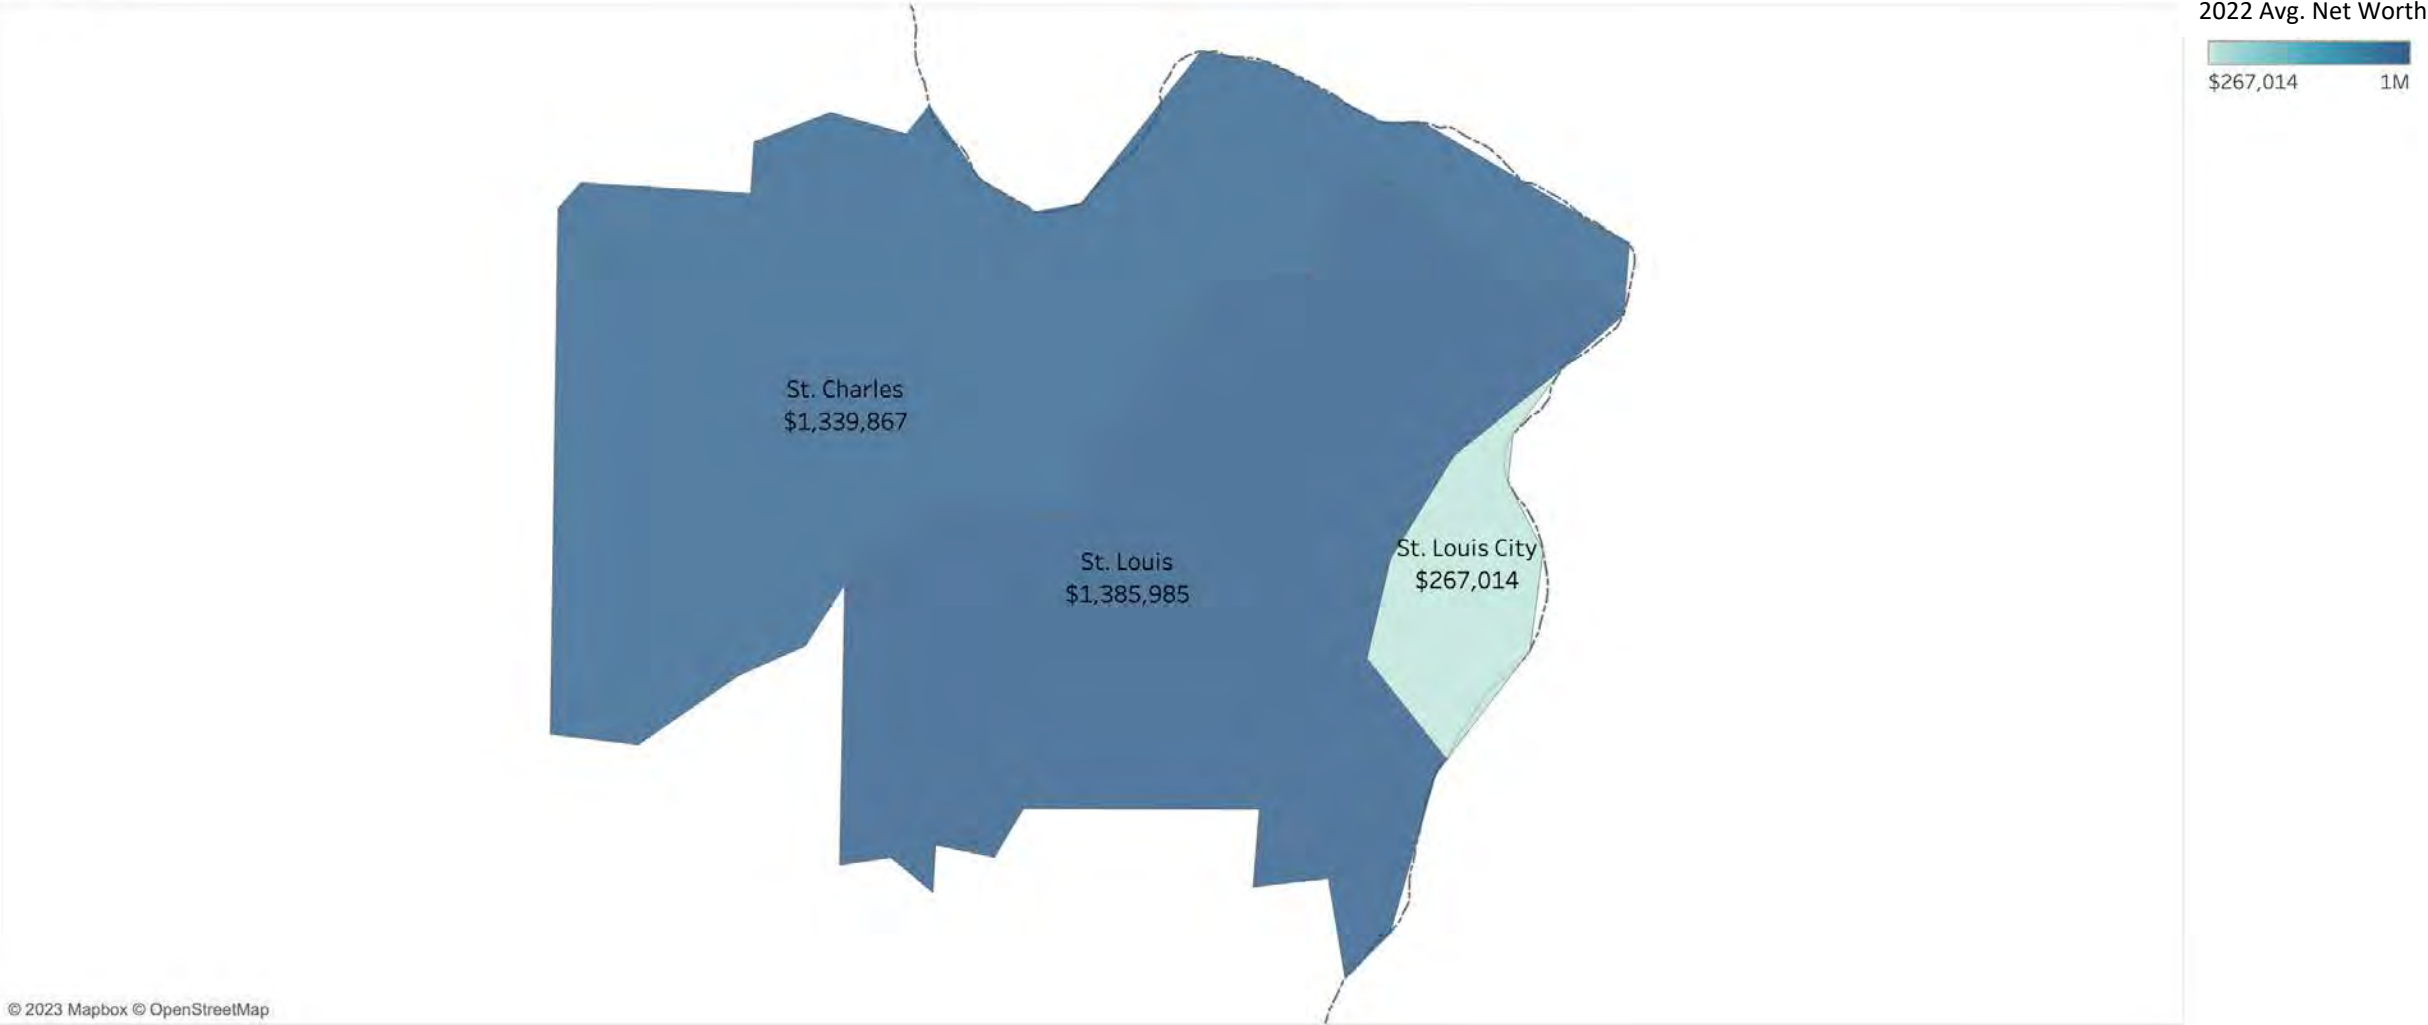 2022 Avg. Net Worth
$267,014 1M
St. Charles
$1,339,867
St. Louis
$1,385,985
St. Louis City
$267,014
© 2023 Mapbox © OpenStreetMap